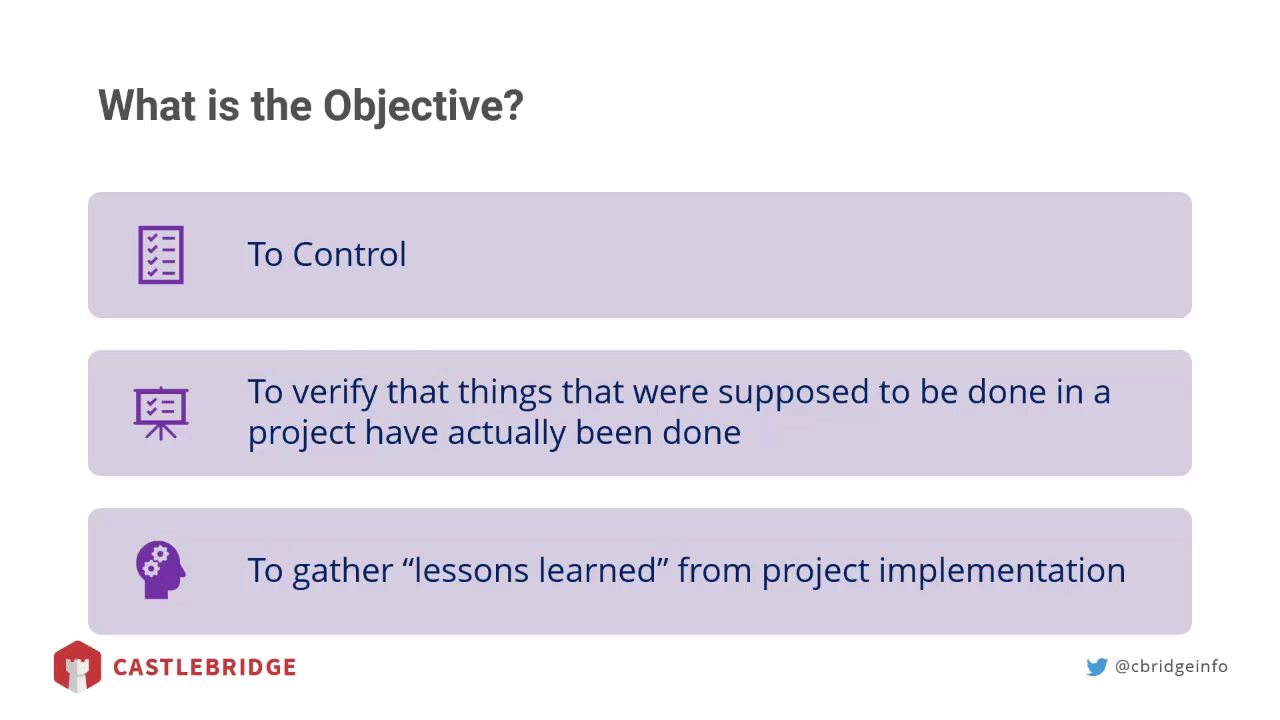 What is the Objective?
To Control
To verify that things that were supposed to be done in a
project have actually been done
To gather “lessons learned” from project implementation
CASTLEBRIDGE
@cbridgeinfo